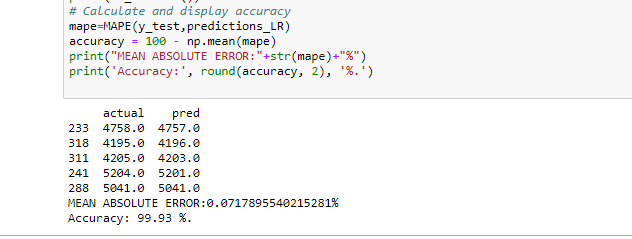 # Calculate and display accuracy
mape=MAPE(y_test,predictions_LR)
accuracy = 100 - np.mean(mape)
print("MEAN ABSOLUTE ERROR:"+str(mape)+"%")
print('Accuracy:', round(accuracy, 2), '%.')
actual pred
233 4758.0 4757.0
318 4195.0 4196.0
311 4205.0 4203.0
241 5204.0 5201.0
288 5041.0 5041.0
MEAN ABSOLUTE ERROR:0.0717895540215281%
Accuracy: 99.93 %.